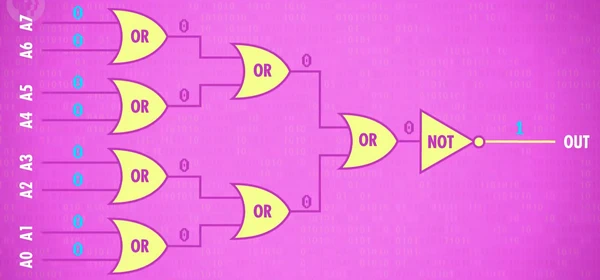 A7 0 OR 0
A6 0
OR 0
A5 0 OR 0
A4 0
OR 0 NOT 1 OUT
A3 0 OR 0
A2 0
OR 0
A1 0 OR 0
A0 0